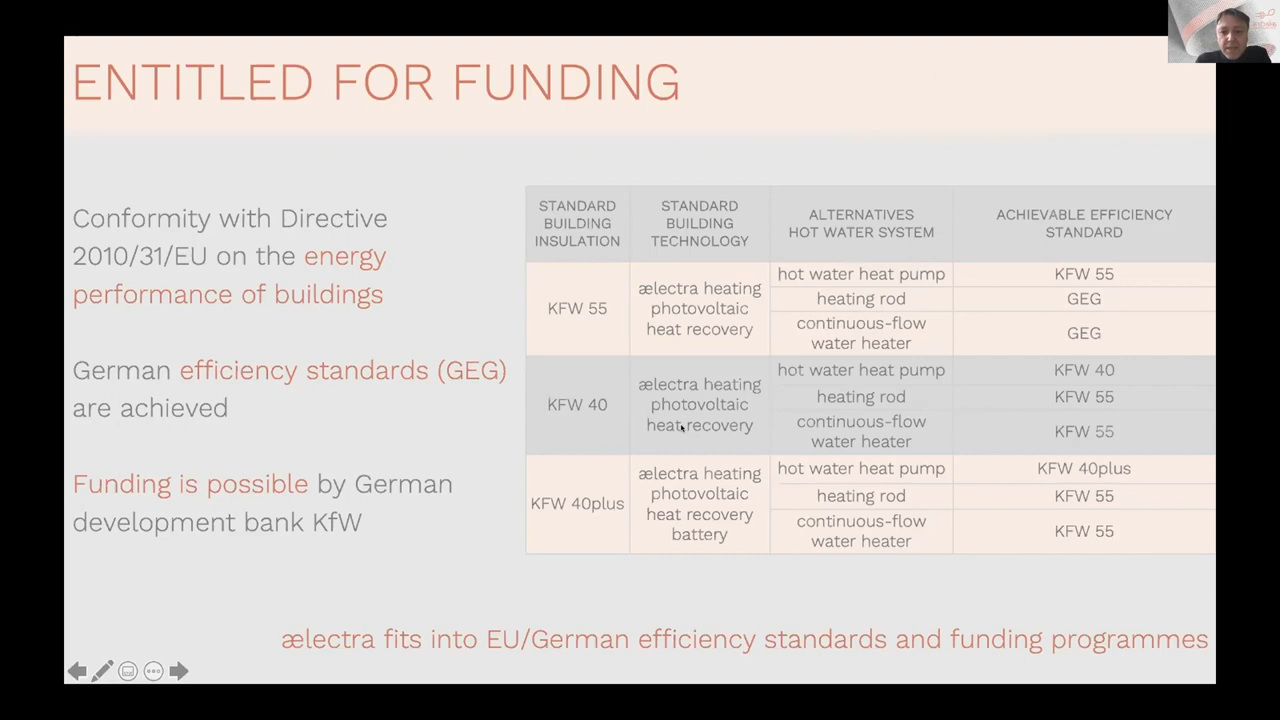 ENTITLED FOR FUNDING
Conformity with Directive
2010/31/EU on the energy
performance of buildings
German efficiency standards (GEG)
are achieved
Funding is possible by German
development bank KfW
STANDARD
BUILDING
INSULATION
STANDARD
BUILDING
TECHNOLOGY
ALTERNATIVES
HOT WATER SYSTEM
ACHIEVABLE EFFICIENCY
STANDARD
KFW 55
ælectra heating
photovoltaic
heat recovery
hot water heat pump
KFW 55
heating rod
GEG
continuous-flow
water heater
GEG
KFW 40
ælectra heating
photovoltaic
heat recovery
hot water heat pump
KFW 40
heating rod
KFW 55
continuous-flow
water heater
KFW 55
KFW 40plus
ælectra heating
photovoltaic
heat recovery
battery
hot water heat pump
KFW 40plus
heating rod
KFW 55
continuous-flow
water heater
KFW 55
ælectra fits into EU/German efficiency standards and funding programmes